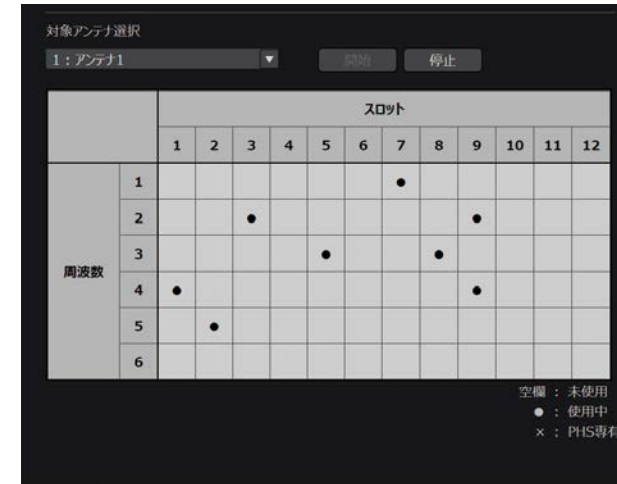 対象アンテナ選択
1：アンテナ1 ▼ 開始 停止
スロット
1 2 3 4 5 6 7 8 9 10 11 12
1 ●
2 ● ●
3 ● ●
周波数
4 ● ●
5 ●
6
空欄 ： 未使用
● ： 使用中
× ： PHS専有